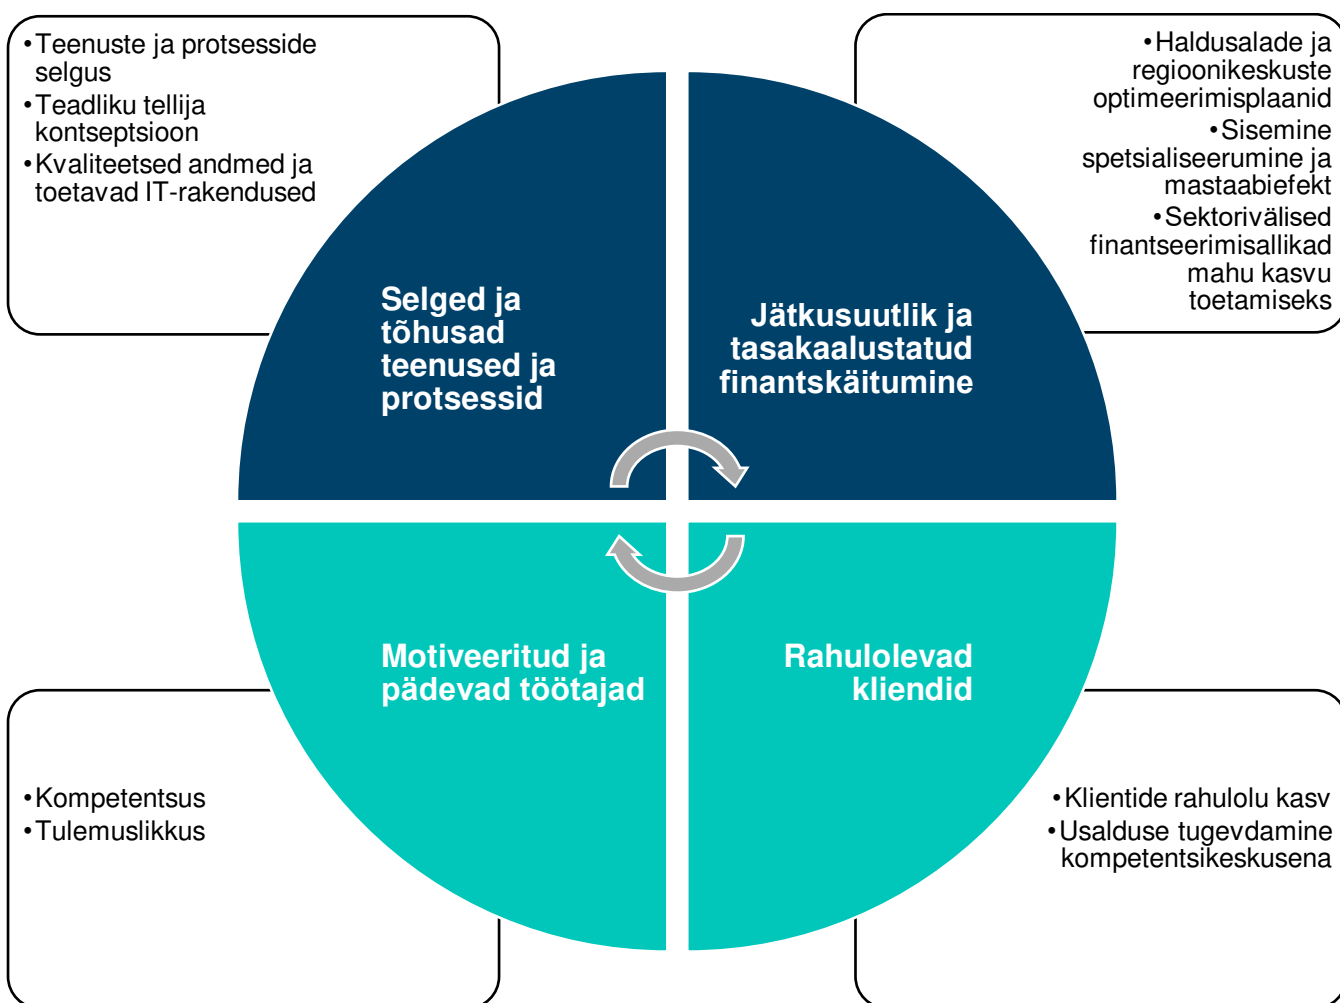 •Teenuste ja protsesside
selgus
•Teadliku tellija
kontseptsioon
•Kvaliteetsed andmed ja
toetavad IT-rakendused
•Haldusalade ja
regioonikeskuste
optimeerimisplaanid
•Sisemine
spetsialiseerumine ja
mastaabiefekt
•Sektorivälised
finantseerimisallikad
mahu kasvu
toetamiseks
Selged ja
tõhusad
teenused ja
protsessid
Jätkusuutlik ja
tasakaalustatud
finantskäitumine
Motiveeritud ja
pädevad töötajad
Rahulolevad
kliendid
•Kompetentsus
•Tulemuslikkus
•Klientide rahulolu kasv
•Usalduse tugevdamine
kompetentsikeskusena